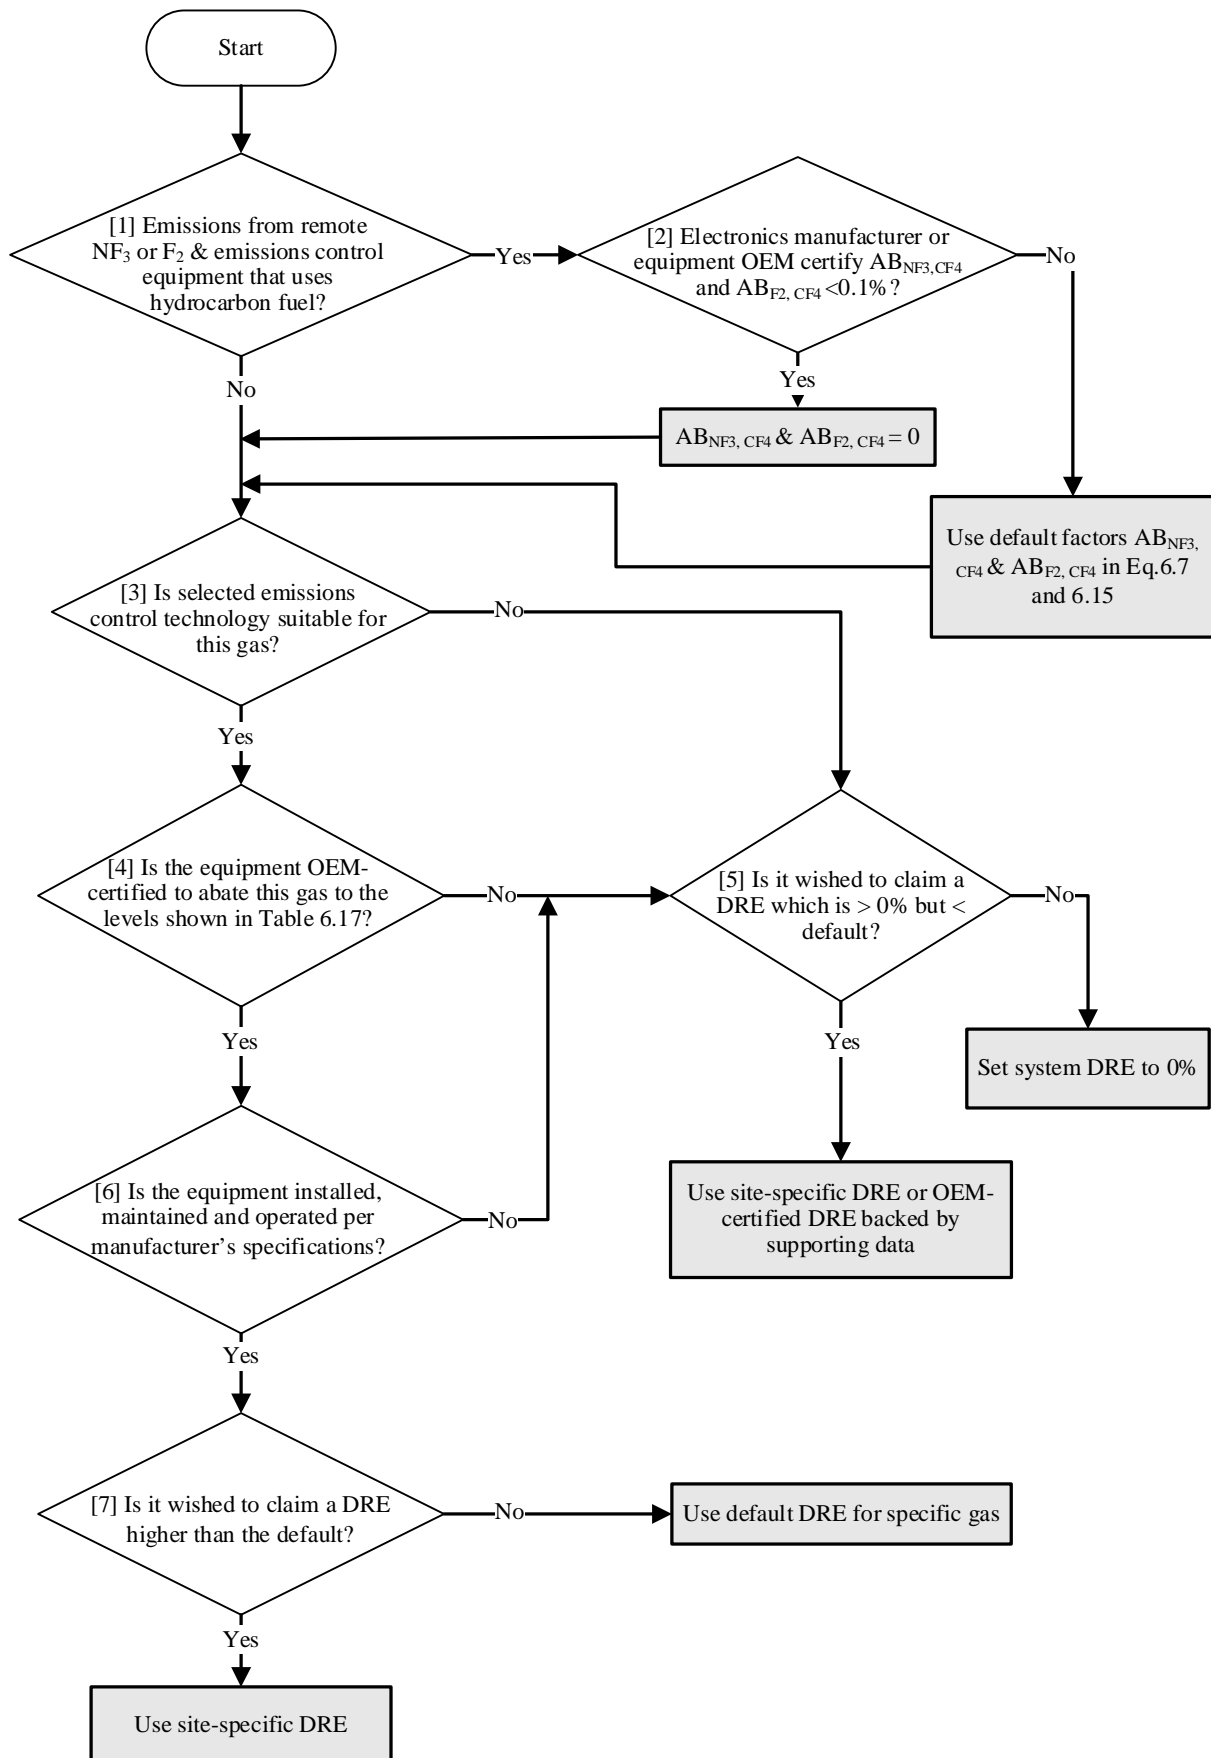 Start
[1] Emissions from remote
NF3 or F2 & emissions control
equipment that uses
hydrocarbon fuel?
Yes
[2] Electronics manufacturer or
equipment OEM certify ABNF3,CF4
and ABF2, CF4 <0.1%?
No
Yes
No
ABNF3, CF4 & ABF2, CF4 = 0
Use default factors ABNF3,
CF4 & ABF2, CF4 in Eq.6.7
and 6.15
[3] Is selected emissions
control technology suitable for
this gas?
No
Yes
[4] Is the equipment OEM-
certified to abate this gas to the
levels shown in Table 6.17?
No
[5] Is it wished to claim a
DRE which is > 0% but <
default?
No
Yes
Yes
Set system DRE to 0%
[6] Is the equipment installed,
maintained and operated per
manufacturer’s specifications?
No
Use site-specific DRE or OEM-
certified DRE backed by
supporting data
Yes
[7] Is it wished to claim a DRE
higher than the default?
No
Use default DRE for specific gas
Yes
Use site-specific DRE